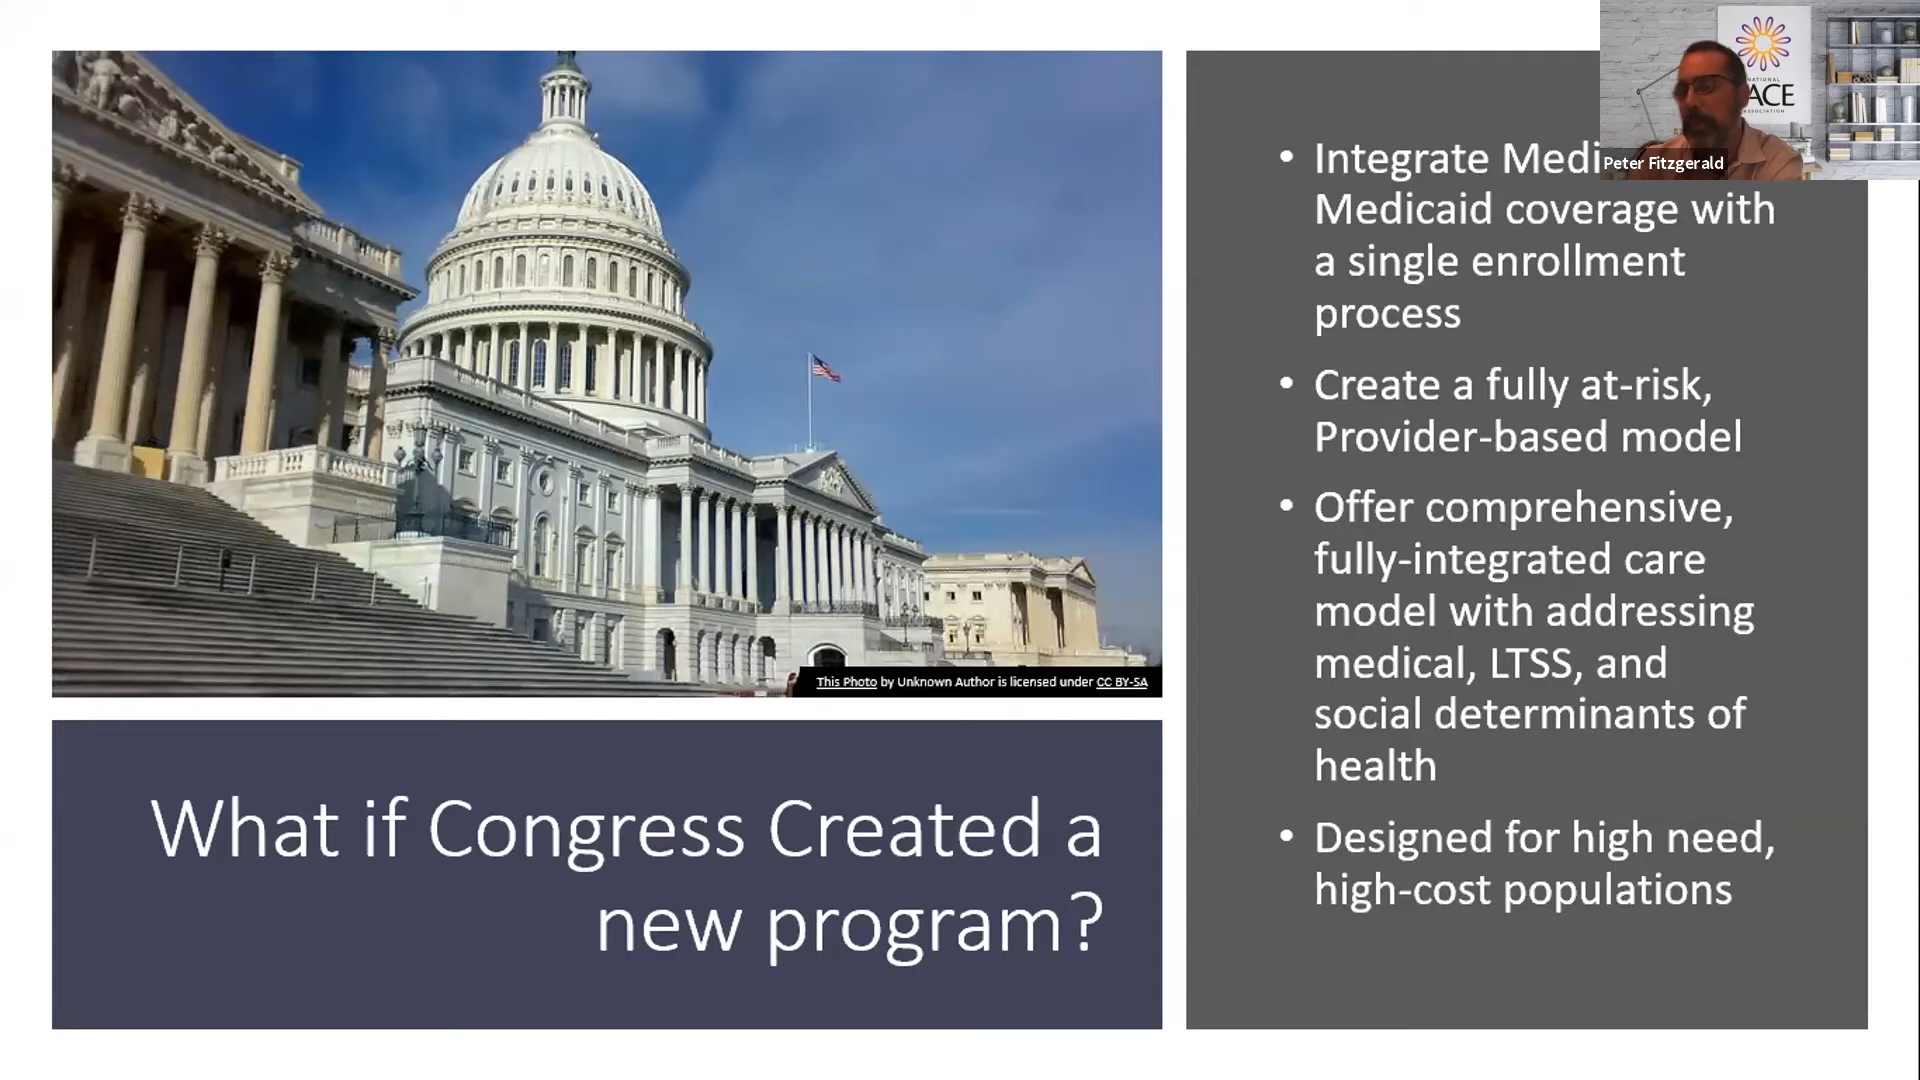 NATIONAL
ACE
ASSOCIATION
Peter Fitzgerald
This Photo by Unknown Author is licensed under CC BY-SA
What if Congress Created a
new program?
• Integrate
Medicaid coverage with
a single enrollment
process
• Create a fully at-risk,
Provider-based model
• Offer comprehensive,
fully-integrated care
model with addressing
medical, LTSS, and
social determinants of
health
• Designed for high need,
high-cost populations